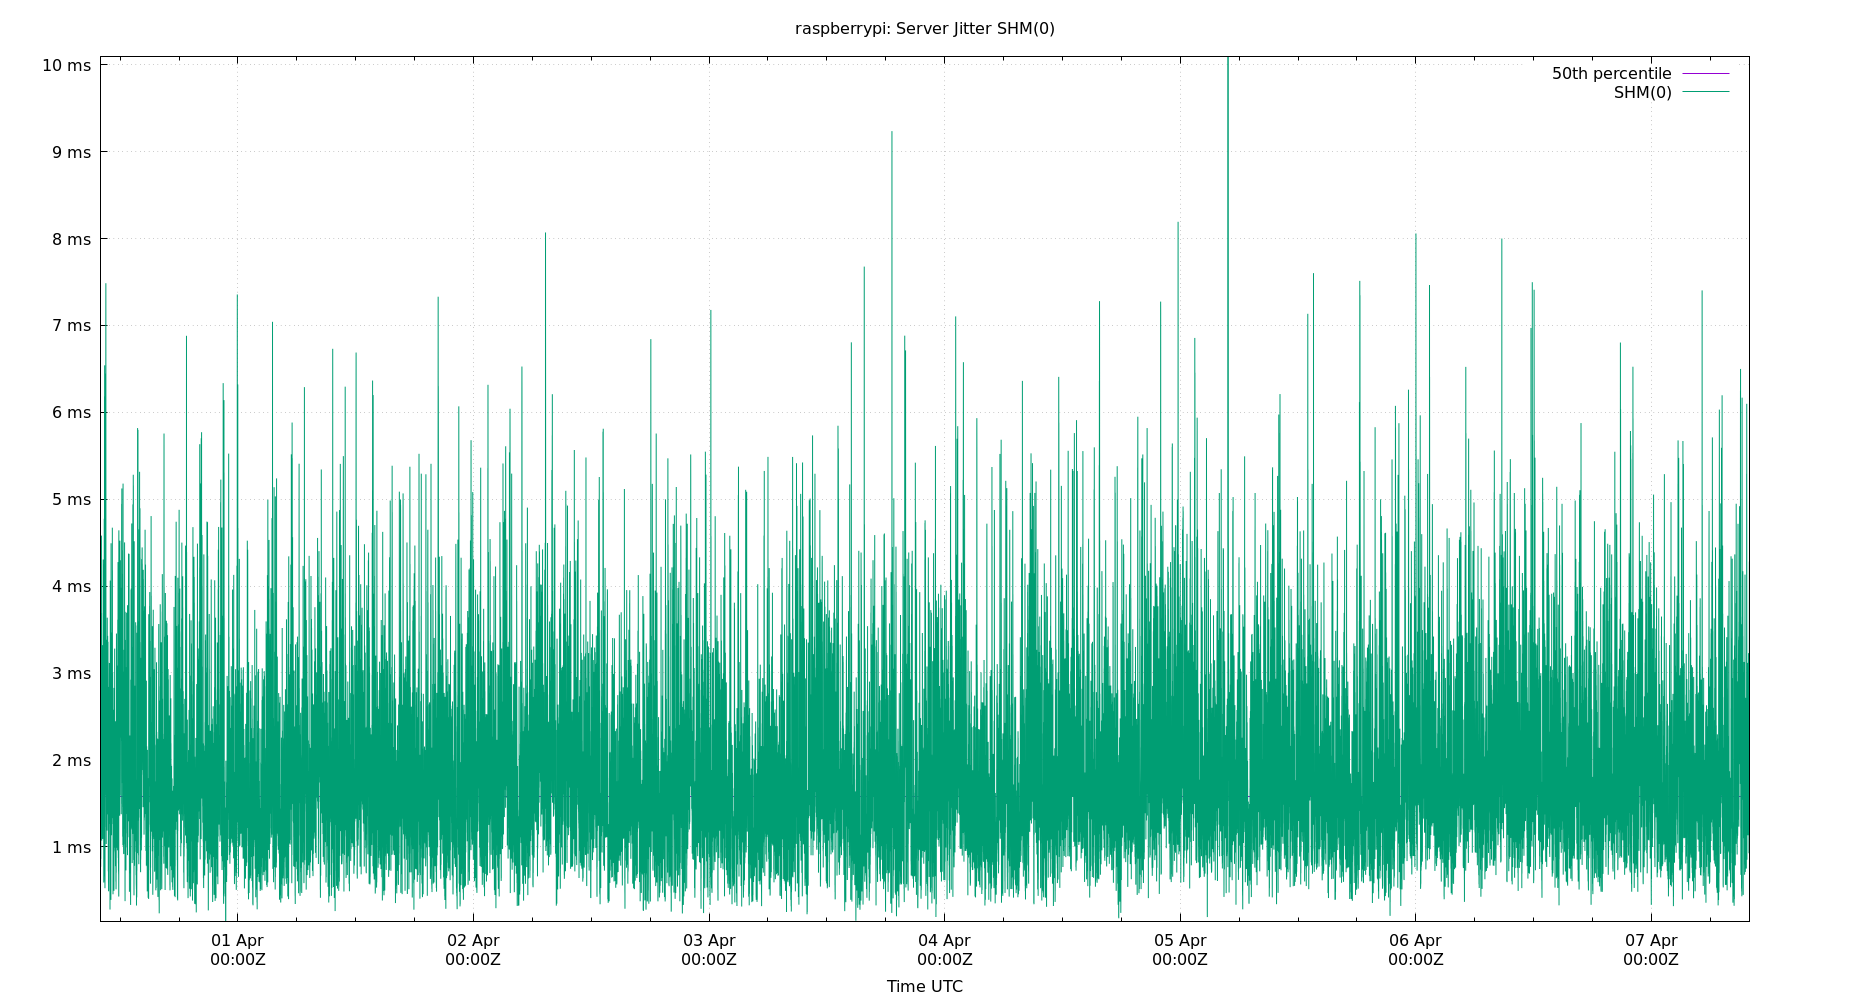 raspberrypi: Server Jitter SHM(0)
10 ms
9 ms
8 ms
7 ms
6 ms
5 ms
4 ms
3 ms
2 ms
1 ms
50th percentile
SHM(0)
01 Apr
00:00Z
02 Apr
00:00Z
03 Apr
00:00Z
04 Apr
00:00Z
05 Apr
00:00Z
06 Apr
00:00Z
07 Apr
00:00Z
Time UTC